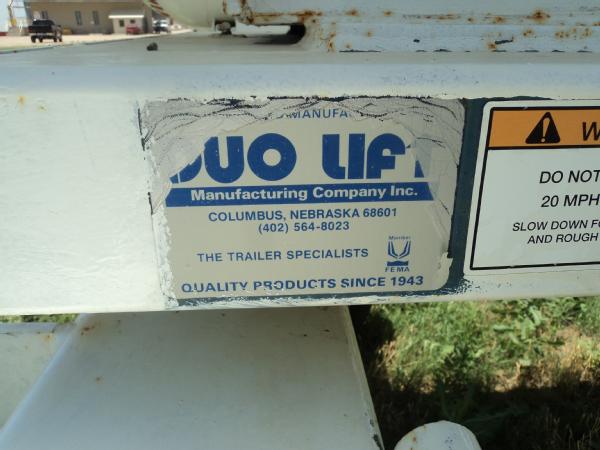 DUO LIFT
Manufacturing Company Inc.
COLUMBUS, NEBRASKA 68601
(402) 564-8023
THE TRAILER SPECIALISTS
Member
FEMA
QUALITY PRODUCTS SINCE 1943
DO NOT
20 MPH
SLOW DOWN
AND ROUGH